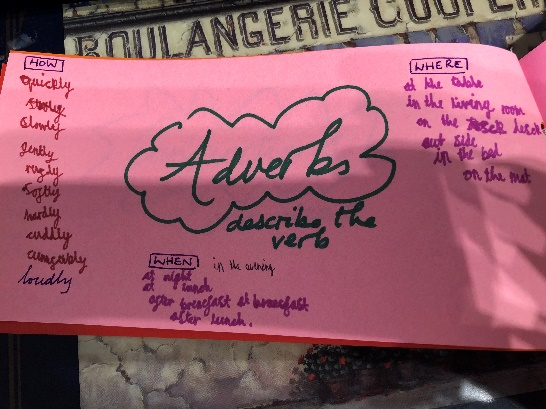 BOULANGERIE COOPER
HOW
quickly
slowly
gently
softly
hardly
cuddly
loudly
Adverbs
describe the
verb
WHEN
in the evening
at night
at lunch
after breakfast at breakfast
after lunch.
WHERE
at the table
in the living room
on the desk
out side
in the bed
on the mat